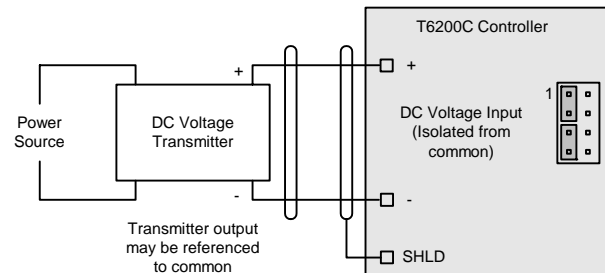 T6200C Controller
+
+
1
Power
Source
DC Voltage
Transmitter
DC Voltage Input
(Isolated from
common)
-
-
Transmitter output
may be referenced
to common
SHLD